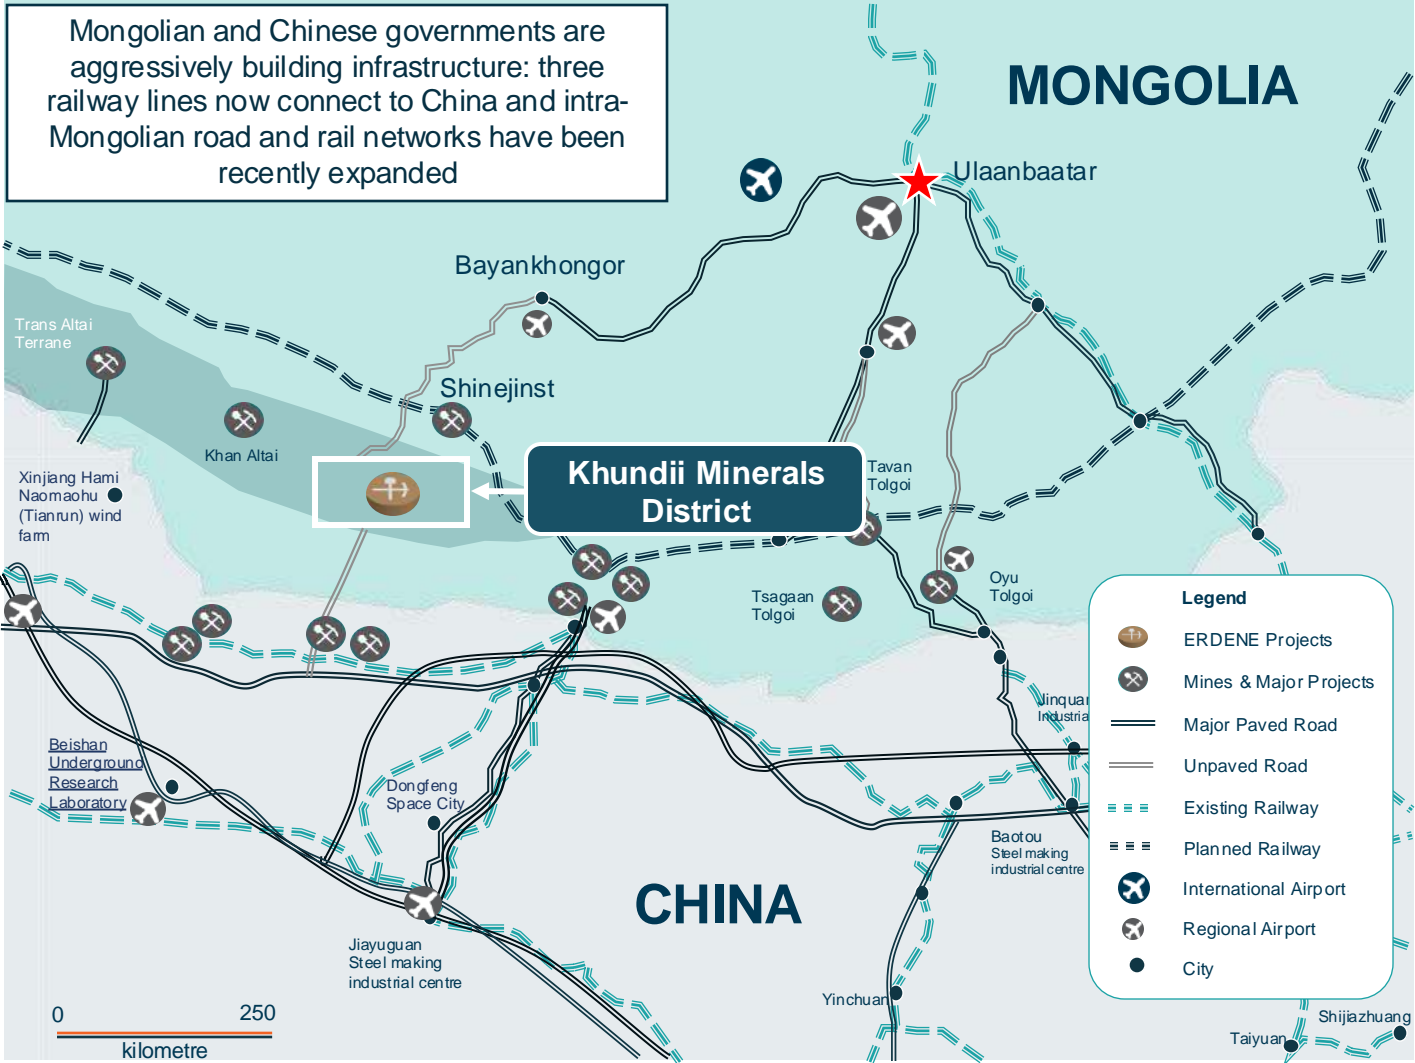 Mongolian and Chinese governments are
aggressively building infrastructure: three
railway lines now connect to China and intra-
Mongolian road and rail networks have been
recently expanded
MONGOLIA
Ulaanbaatar
Bayankhongor
Trans Altai
Terrane
Shinejinst
Khan Altai
Khundii Minerals
District
Tavan
Tolgoi
Xinjiang Hami
Naomaohu
(Tianrun) wind
farm
Tsagaan
Tolgoi
Oyu
Tolgoi
Legend
ERDENE Projects
Mines & Major Projects
Major Paved Road
Unpaved Road
Existing Railway
Planned Railway
International Airport
Regional Airport
City
Industrial
Beishan
Underground
Research
Laboratory
Dongfeng
Space City
Baotou
Steel making
industrial centre
CHINA
Jiayuguan
Steel making
industrial centre
Yinchuan
Shijiazhuang
Taiyuan
0 250
kilometre